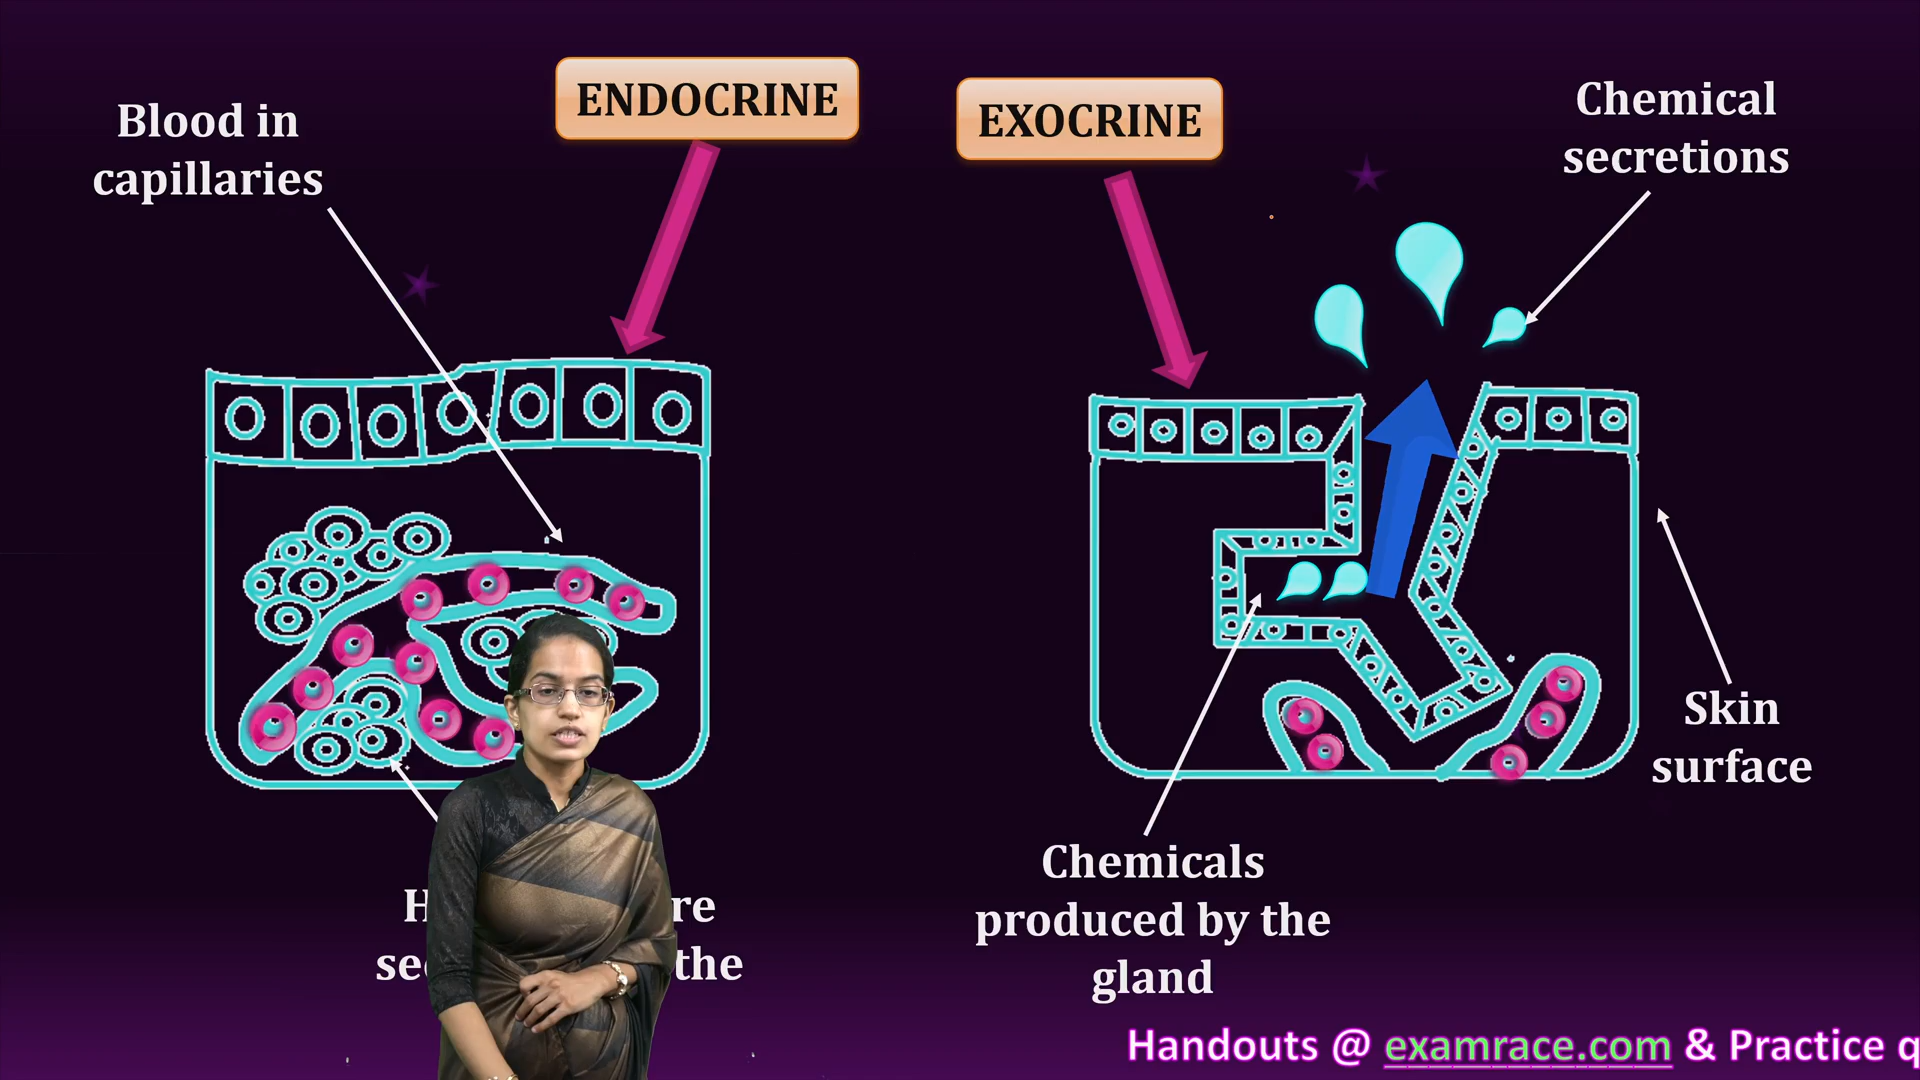 ENDOCRINE
EXOCRINE
Blood in
capillaries
Chemical
secretions
Skin
surface
Chemicals
produced by the
gland
the
Handouts @ examrace.com & Practice